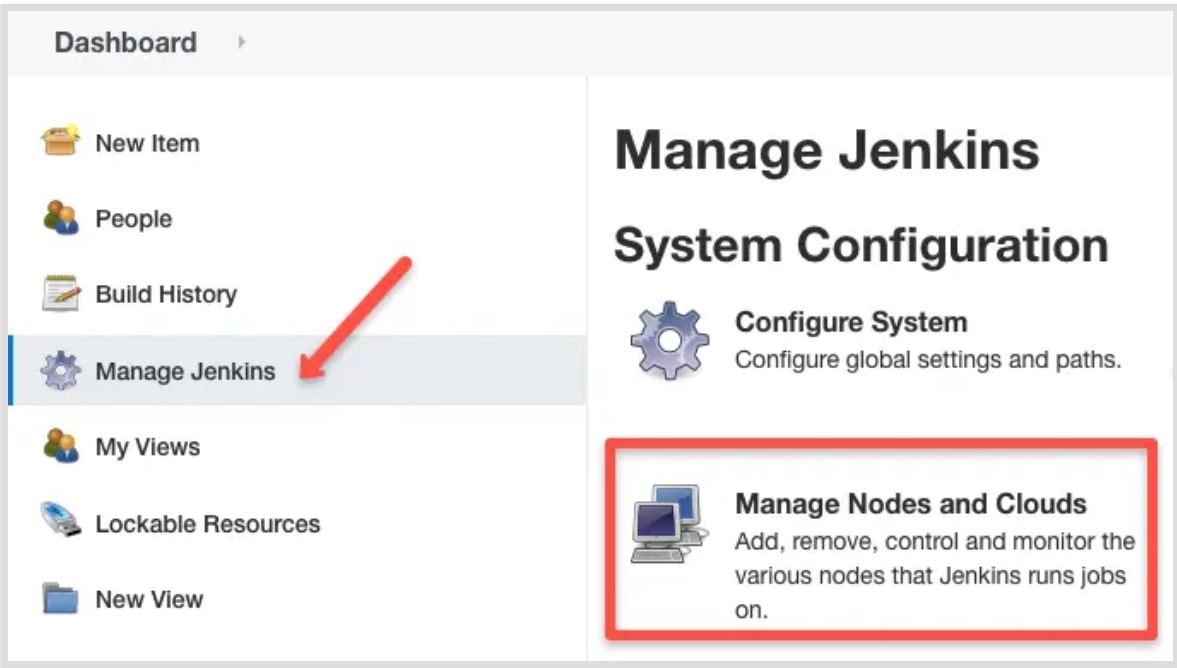 Dashboard
New Item
People
Build History
Manage Jenkins
My Views
Lockable Resources
New View
Manage Jenkins
System Configuration
Configure System
Configure global settings and paths.
Manage Nodes and Clouds
Add, remove, control and monitor the
various nodes that Jenkins runs jobs
on.